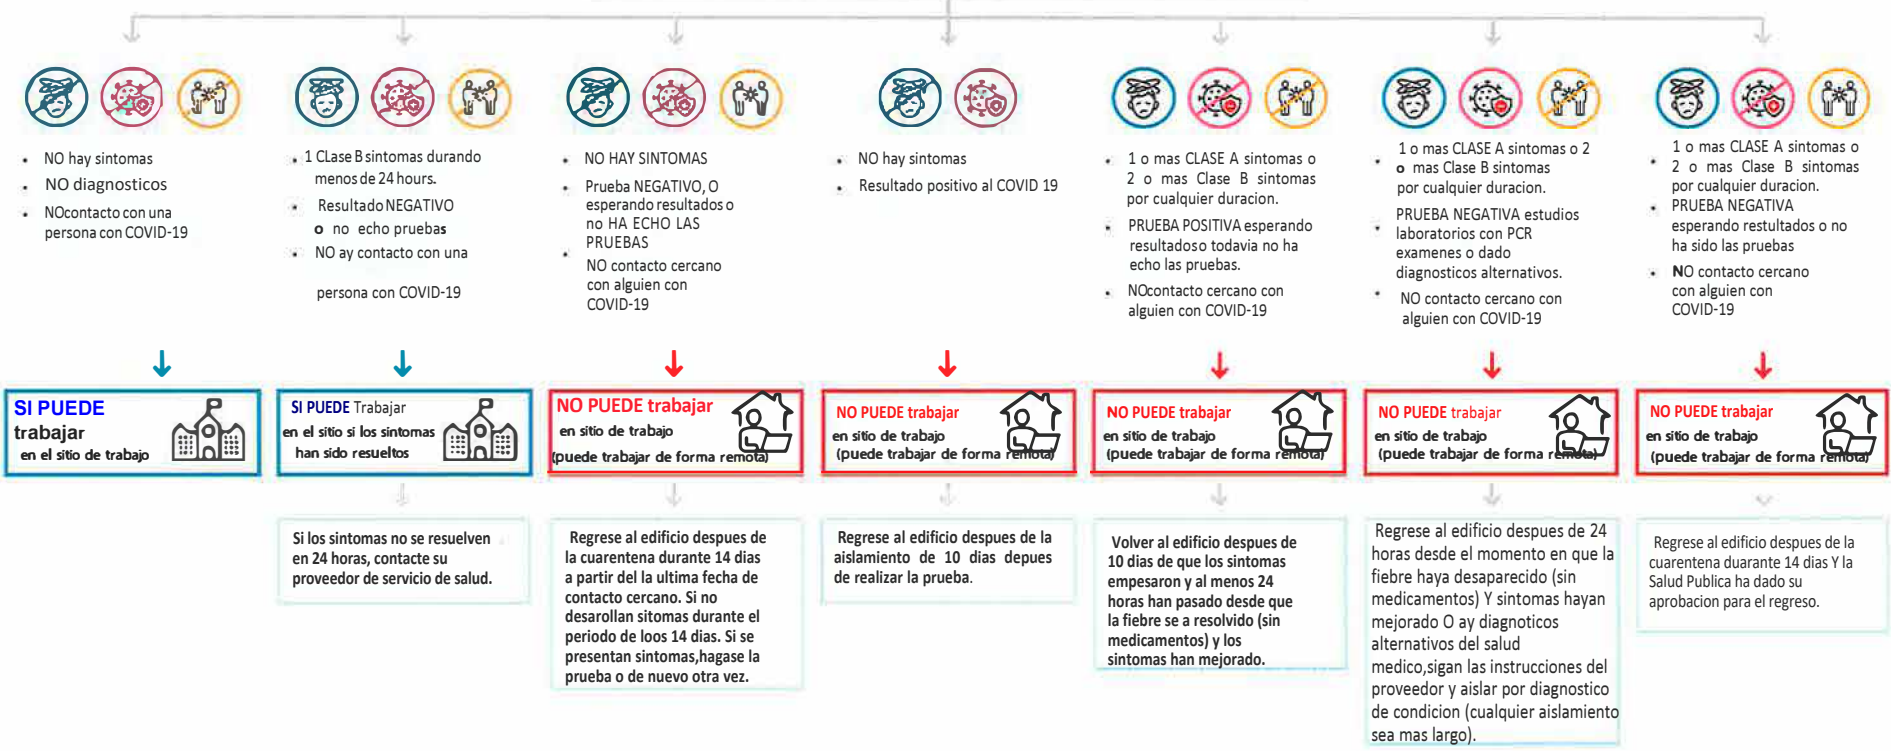 NO hay sintomas
NO diagnosticos
NOcontacto con una
persona con COVID-19
SI PUEDE
trabajar
en el sitio de trabajo
1 CLase B sintomas durando
menos de 24 hours.
Resultado NEGATIVO
o no echo pruebas
NO ay contacto con una
persona con COVID-19
SI PUEDE Trabajar
en el sitio si los sintomas
han sido resueltos
Si los sintomas no se resuelven
en 24 horas, contacte su
proveedor de servicio de salud.
NO HAY SINTOMAS
Prueba NEGATIVO, O
esperando resultados o
no HA ECHO LAS
PRUEBAS
NO contacto cercano
con alguien con
COVID-19
NO PUEDE trabajar
en sitio de trabajo
(puede trabajar de forma remota)
Regrese al edificio despues de
la cuarentena durante 14 dias
a partir del la ultima fecha de
contacto cercano. Si no
desarollan sitomas durante el
periodo de loos 14 dias. Si se
presentan sintomas,hagase la
prueba o de nuevo otra vez.
NO hay sintomas
Resultado positivo al COVID 19
NO PUEDE trabajar
en sitio de trabajo
(puede trabajar de forma remota)
Regrese al edificio despues de la
aislamiento de 10 dias depues
de realizar la prueba.
1 o mas CLASE A sintomas o
2 o mas Clase B sintomas
por cualquier duracion.
PRUEBA POSITIVA esperando
resultadoso todavia no ha
echo las pruebas.
NOcontacto cercano con
alguien con COVID-19
NO PUEDE trabajar
en sitio de trabajo
(puede trabajar de forma remota)
Volver al edificio despues de
10 dias de que los sintomas
empesaron y al menos 24
horas han pasado desde que
la fiebre se a resolvido (sin
medicamentos) y los
sintomas han mejorado.
1 o mas CLASE A sintomas o 2
o mas Clase B sintomas
por cualquier duracion.
PRUEBA NEGATIVA estudios
laboratorios con PCR
examenes o dado
diagnosticos alternativos.
NO contacto cercano con
alguien con COVID-19
NO PUEDE trabajar
en sitio de trabajo
(puede trabajar de forma remota)
Regrese al edificio despues de 24
horas desde el momento en que la
fiebre haya desaparecido (sin
medicamentos) Y sintomas hayan
mejorado O ay diagnoticos
alternativos del salud
medico,sigan las instrucciones del
proveedor y aislar por diagnostico
de condicion (cualquier aislamiento
sea mas largo).
1 o mas CLASE A sintomas o
2 o mas Clase B sintomas
por cualquier duracion.
PRUEBA NEGATIVA
esperando restultados o no
ha sido las pruebas
NO contacto cercano
con alguien con
COVID-19
NO PUEDE trabajar
en sitio de trabajo
(puede trabajar de forma remota)
Regrese al edificio despues de la
cuarentena duarante 14 dias Y la
Salud Publica ha dado su
aprobacion para el regreso.